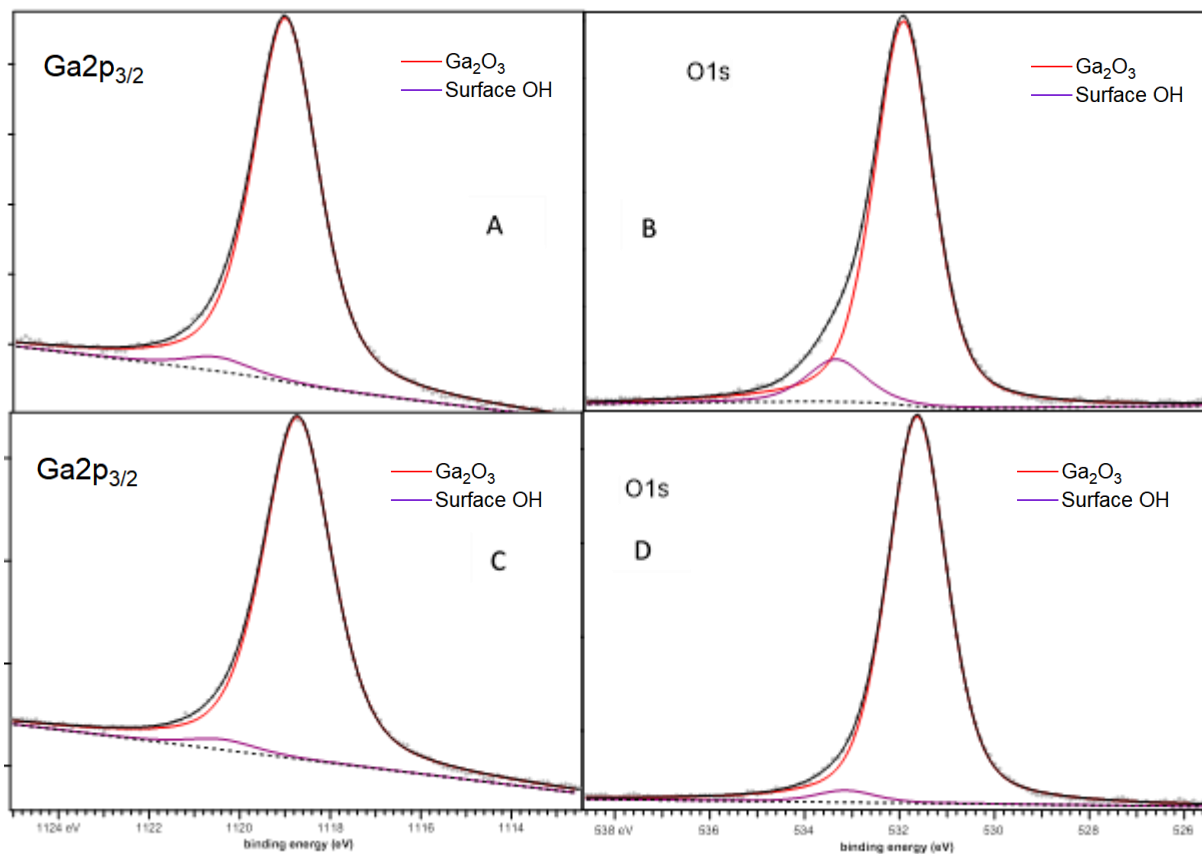 Ga2p3/2
Ga2O3
Surface OH
A
O1s
Ga2O3
Surface OH
B
Ga2p3/2
Ga2O3
Surface OH
C
O1s
Ga2O3
Surface OH
D
1124 eV 1122 1120 1118 1116 1114
binding energy (eV)
538 eV 536 534 532 530 528 526
binding energy (eV)